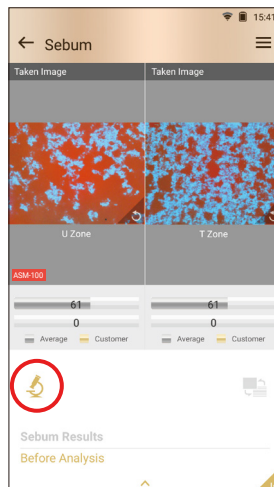 15:41
Sebum
Taken Image
Taken Image
U Zone
T Zone
ASM-100
61
61
0
0
Average Customer
Average Customer
Sebum Results
Before Analysis